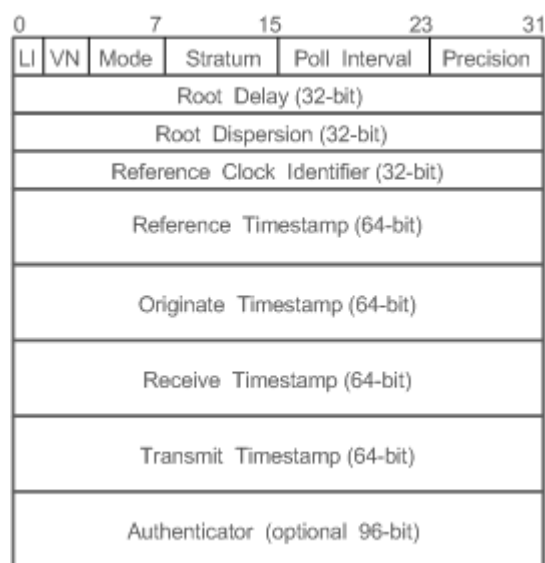 0 7 15 23 31
LI VN Mode Stratum Poll Interval Precision
Root Delay (32-bit)
Root Dispersion (32-bit)
Reference Clock Identifier (32-bit)
Reference Timestamp (64-bit)
Originate Timestamp (64-bit)
Receive Timestamp (64-bit)
Transmit Timestamp (64-bit)
Authenticator (optional 96-bit)